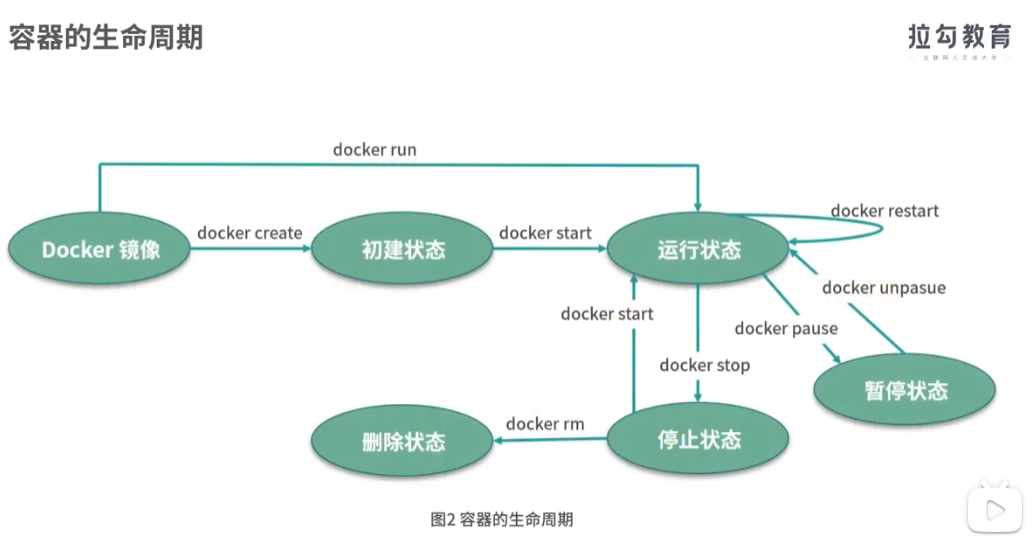 容器的生命周期
拉勾教育
互联网人实战大学
docker run
docker restart
Docker 镜像
docker create
初建状态
docker start
运行状态
docker unpasue
docker start
docker pause
docker stop
暂停状态
删除状态
docker rm
停止状态
图2 容器的生命周期